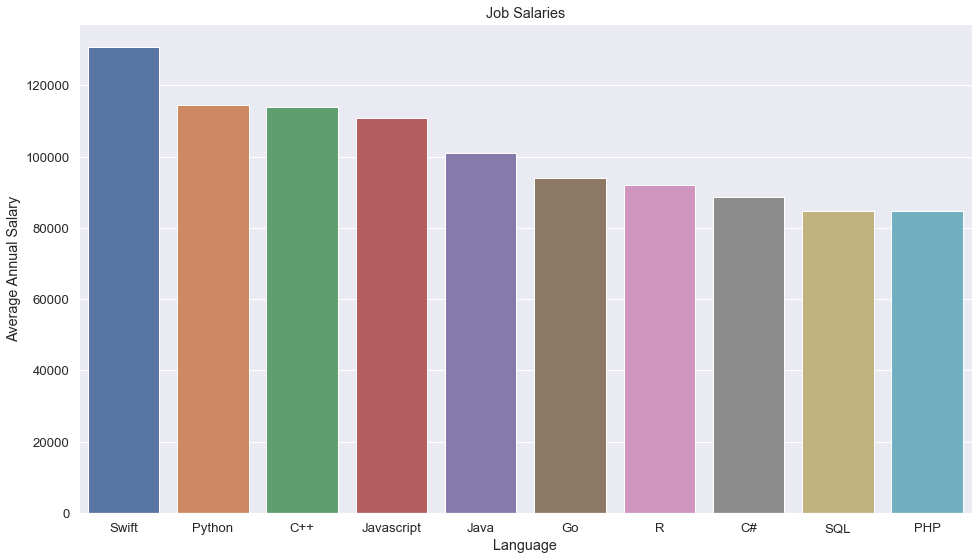 Job Salaries
Average Annual Salary
120000
100000
80000
60000
40000
20000
0
Swift Python C++ Javascript Java Go R C# SQL PHP
Language